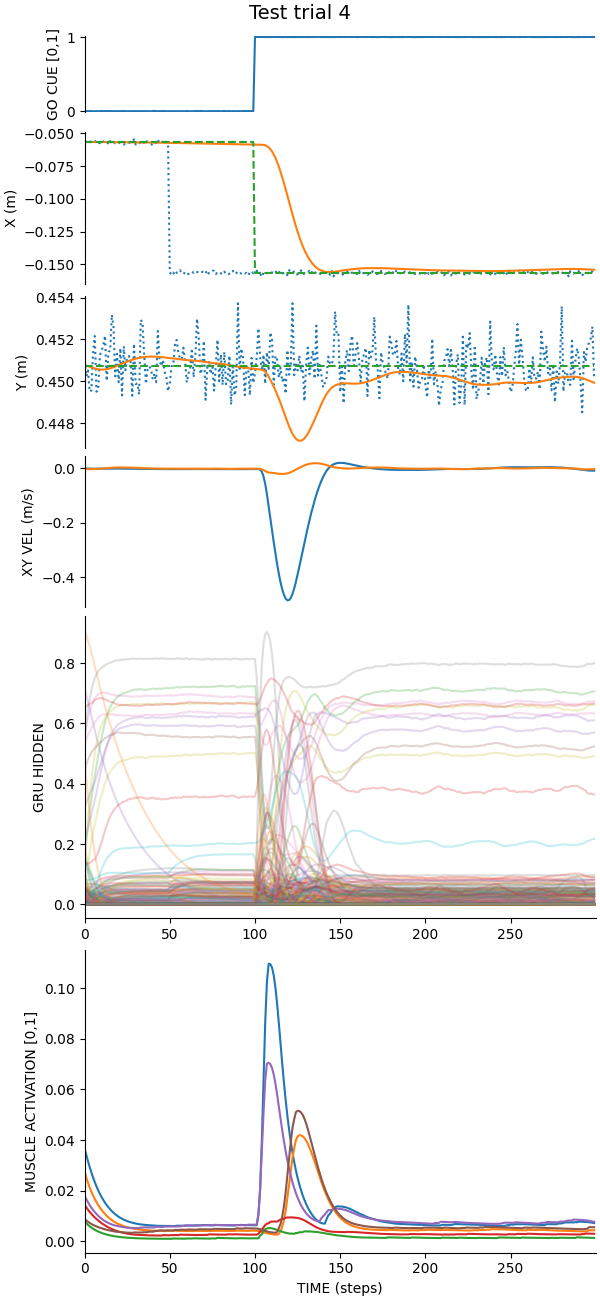 Test trial 4
GO CUE [0,1]
1
0
X (m)
−0.050
−0.075
−0.100
−0.125
−0.150
Y (m)
0.454
0.452
0.450
0.448
XY VEL (m/s)
0.0
−0.2
−0.4
GRU HIDDEN
0.8
0.6
0.4
0.2
0.0
0 50 100 150 200 250
MUSCLE ACTIVATION [0,1]
0.10
0.08
0.06
0.04
0.02
0.00
0 50 100 150 200 250
TIME (steps)